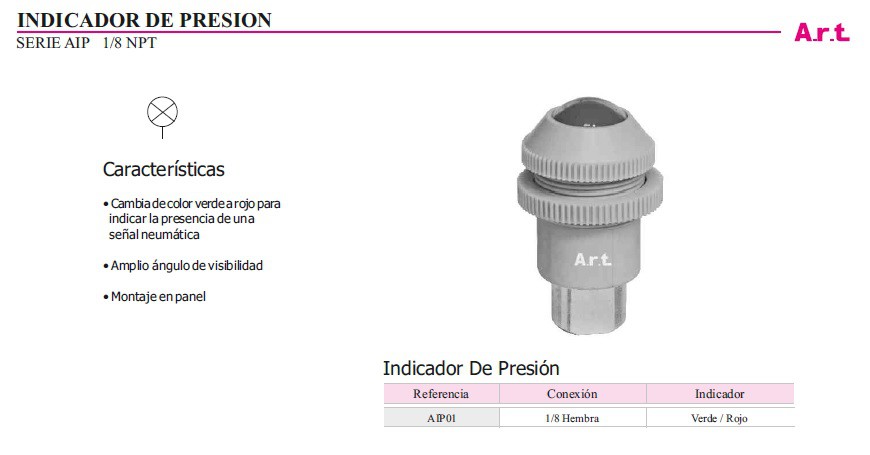 INDICADOR DE PRESION
SERIE AIP 1/8 NPT
A.r.t.
Características
• Cambia de color verde a rojo para
indicar la presencia de una
señal neumática
• Amplio ángulo de visibilidad
• Montaje en panel
A.r.t.
Indicador De Presión
Referencia Conexión Indicador
AIP01 1/8 Hembra Verde / Rojo